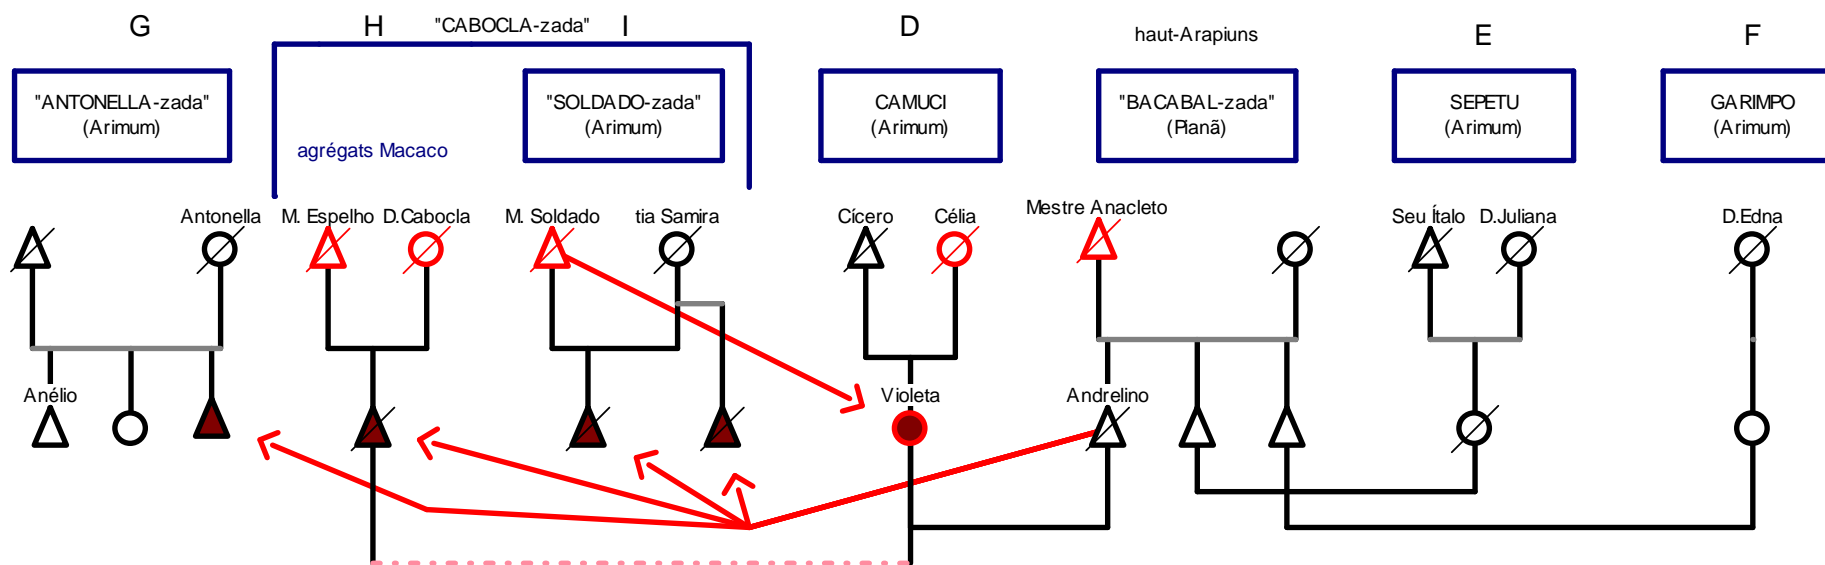 G
H
"CABOCLA-zada"
I
D
haut-Arapiuns
E
F
"ANTONELLA-zada"
(Arimum)
agrégats Macaco
"SOLDADO-zada"
(Arimum)
CAMUCI
(Arimum)
"BACABAL-zada"
(Pianã)
SEPETU
(Arimum)
GARIMPO
(Arimum)
Antonella
M. Espelho
D.Cabocla
M. Soldado
tia Samira
Cícero
Célia
Mestre Anacleto
Seu Ítalo
D.Juliana
D.Edna
Anélio
Violeta
Andrelino